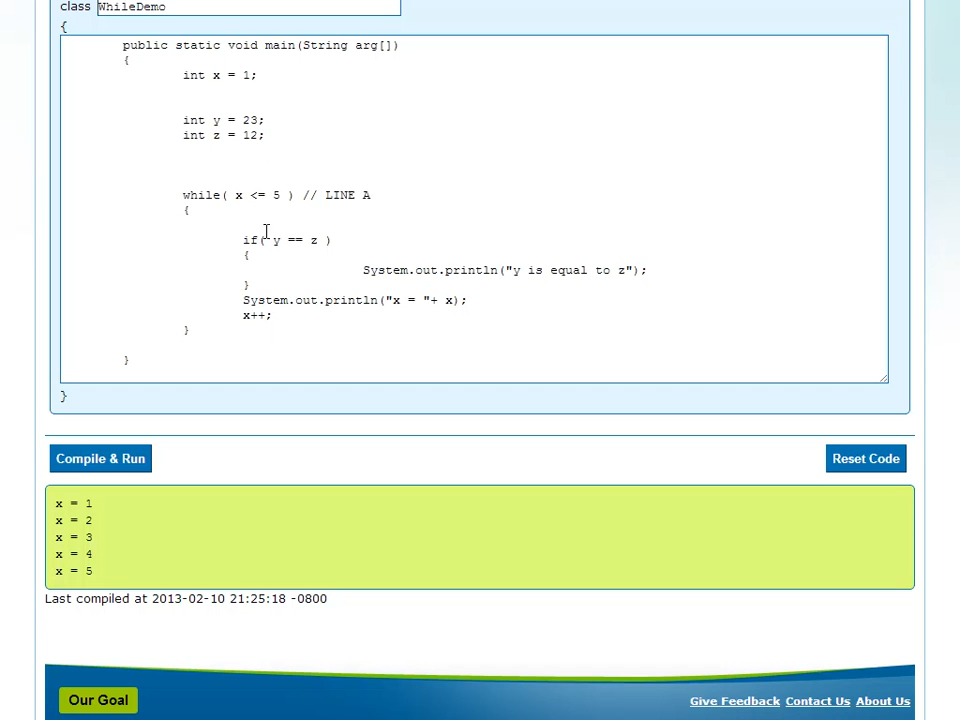 class WhileDemo
{
public static void main(String arg[])
{
int x = 1;
int y = 23;
int z = 12;
while( x <= 5 ) // LINE A
{
if( y == z )
{
System.out.println("y is equal to z");
}
System.out.println("x = "+ x);
x++;
}
}
}
Compile & Run Reset Code
x = 1
x = 2
x = 3
x = 4
x = 5
Last compiled at 2013-02-10 21:25:18 -0800
Our Goal Give Feedback Contact Us About Us